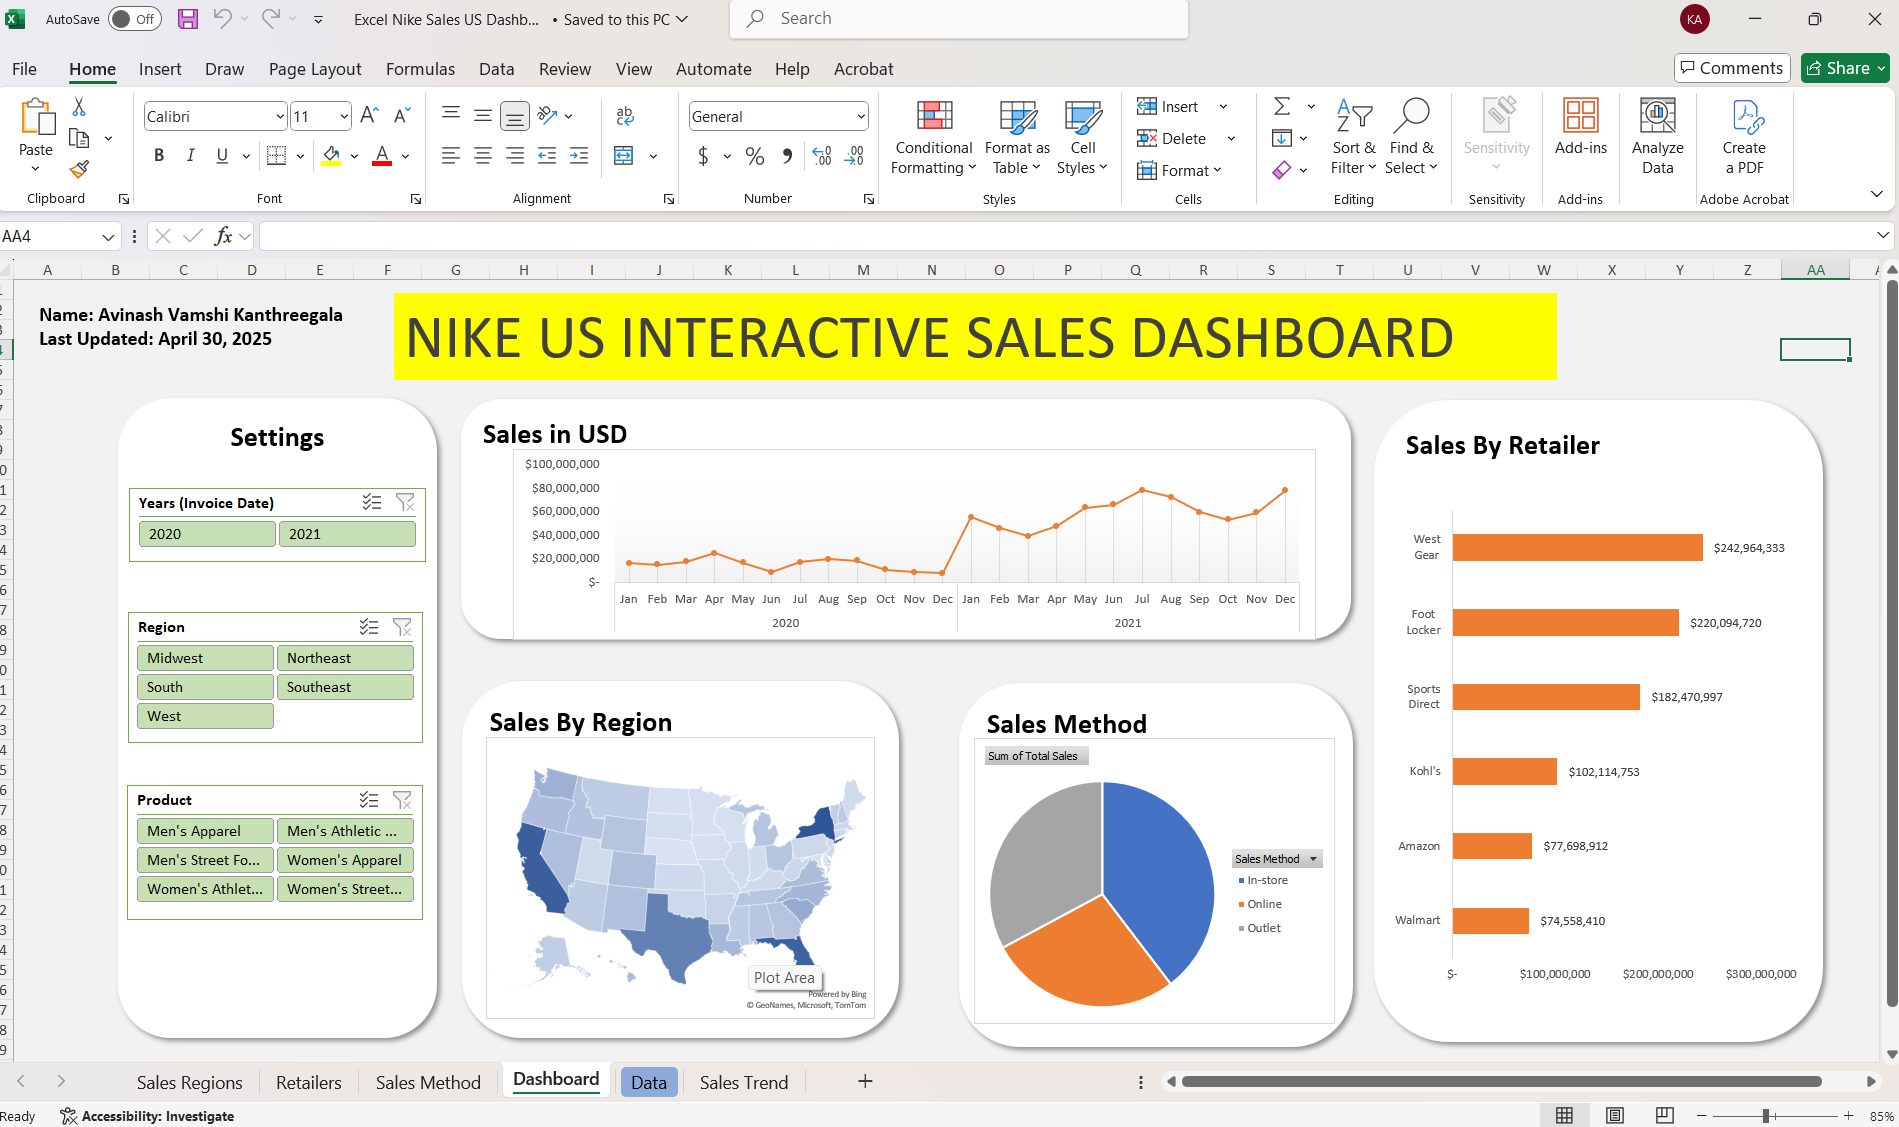 AutoSave Off Excel Nike Sales US Dashb... • Saved to this PC Search KA
File Home Insert Draw Page Layout Formulas Data Review View Automate Help Acrobat Comments Share
Paste
Clipboard
Calibri 11
B I U A
Font
ab
Alignment
General
$ % 9 .00
Number
Conditional Formatting
Format as Table
Cell Styles
Styles
Insert
Delete
Format
Cells
Sort & Filter
Find & Select
Editing
Sensitivity
Sensitivity
Add-ins
Add-ins
Analyze Data
Create a PDF
Adobe Acrobat
AA4 fx
A B C D E F G H I J K L M N O P Q R S T U V W X Y Z AA
Name: Avinash Vamshi Kanthreegala
Last Updated: April 30, 2025
NIKE US INTERACTIVE SALES DASHBOARD
Settings
Years (Invoice Date)
2020 2021
Region
Midwest Northeast
South Southeast
West
Product
Men's Apparel Men's Athletic ...
Men's Street Fo... Women's Apparel
Women's Athlet... Women's Street...
Sales in USD
$100,000,000
$80,000,000
$60,000,000
$40,000,000
$20,000,000
$-
Jan Feb Mar Apr May Jun Jul Aug Sep Oct Nov Dec Jan Feb Mar Apr May Jun Jul Aug Sep Oct Nov Dec
2020 2021
Sales By Region
Plot Area
Powered by Bing
© GeoNames, Microsoft, TomTom
Sales Method
Sum of Total Sales
Sales Method
In-store
Online
Outlet
Sales By Retailer
West Gear $242,964,333
Foot Locker $220,094,720
Sports Direct $182,470,997
Kohl's $102,114,753
Amazon $77,698,912
Walmart $74,558,410
$- $100,000,000 $200,000,000 $300,000,000
Sales Regions Retailers Sales Method Dashboard Data Sales Trend
Ready Accessibility: Investigate 85%